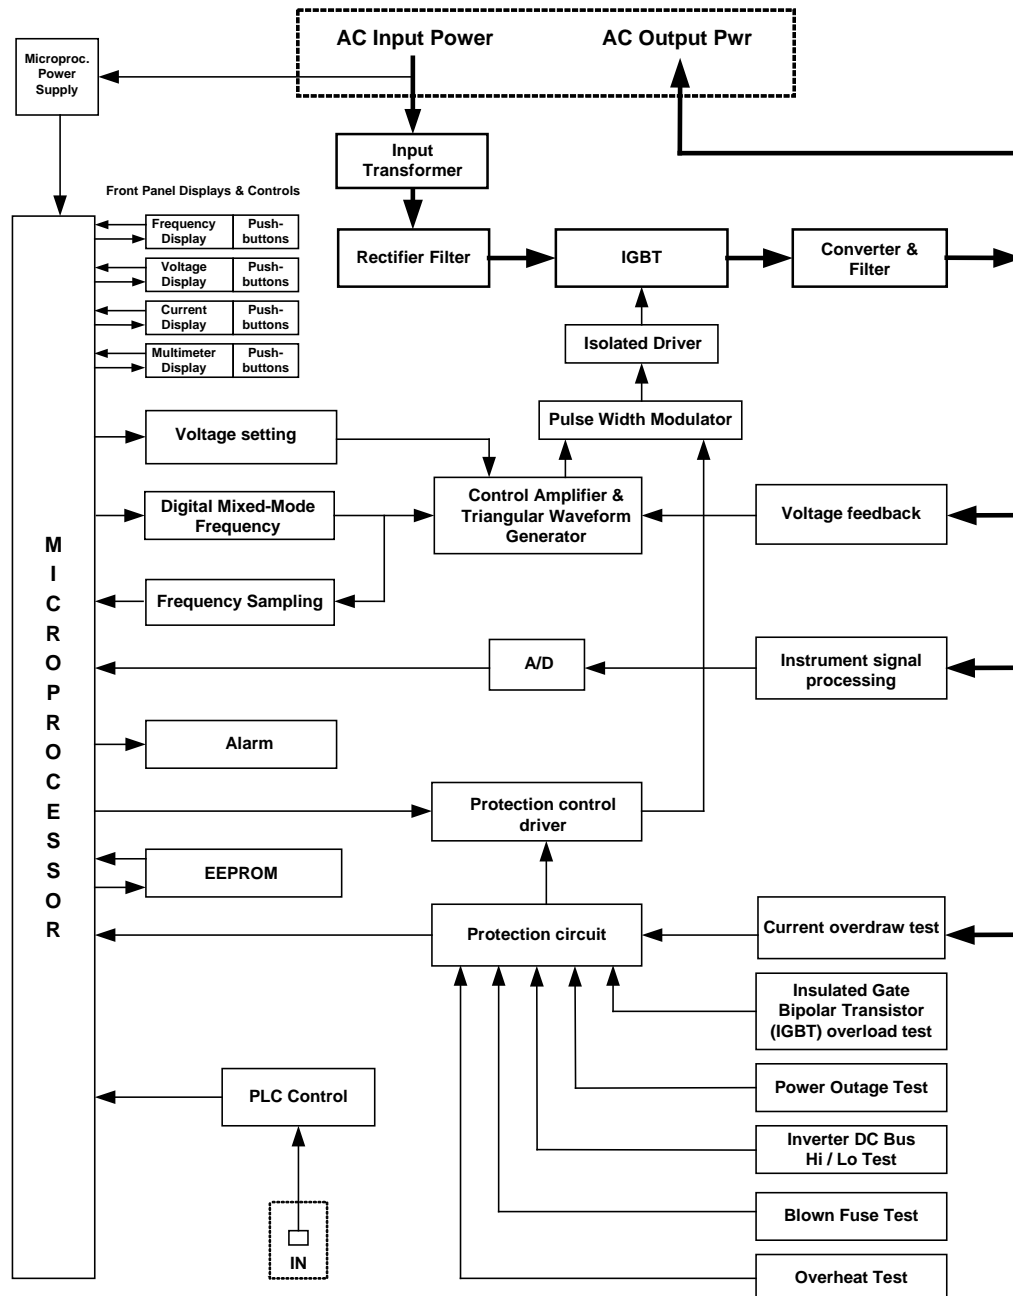 AC Input Power
AC Output Pwr
Microproc.
Power
Supply
Input
Transformer
Front Panel Displays & Controls
Frequency
Display
Push-
buttons
Voltage
Display
Push-
buttons
Current
Display
Push-
buttons
Multimeter
Display
Push-
buttons
Rectifier Filter
IGBT
Converter &
Filter
Isolated Driver
Pulse Width Modulator
Voltage setting
Digital Mixed-Mode
Frequency
Control Amplifier &
Triangular Waveform
Generator
Voltage feedback
MICROPROCESSOR
Frequency Sampling
A/D
Instrument signal
processing
Alarm
Protection control
driver
EEPROM
Protection circuit
Current overdraw test
Insulated Gate
Bipolar Transistor
(IGBT) overload test
PLC Control
Power Outage Test
Inverter DC Bus
Hi / Lo Test
Blown Fuse Test
IN
Overheat Test